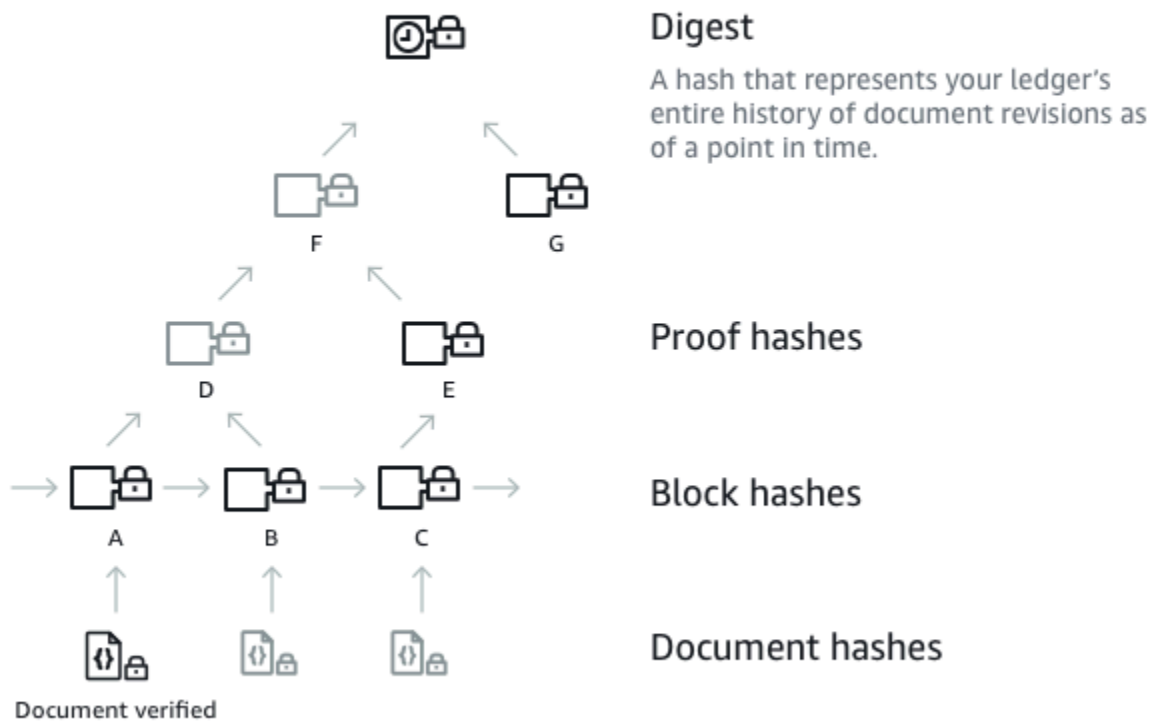 Digest
A hash that represents your ledger's
entire history of document revisions as
of a point in time.
F
G
Proof hashes
D
E
Block hashes
A
B
C
{}
{}
{}
Document hashes
Document verified